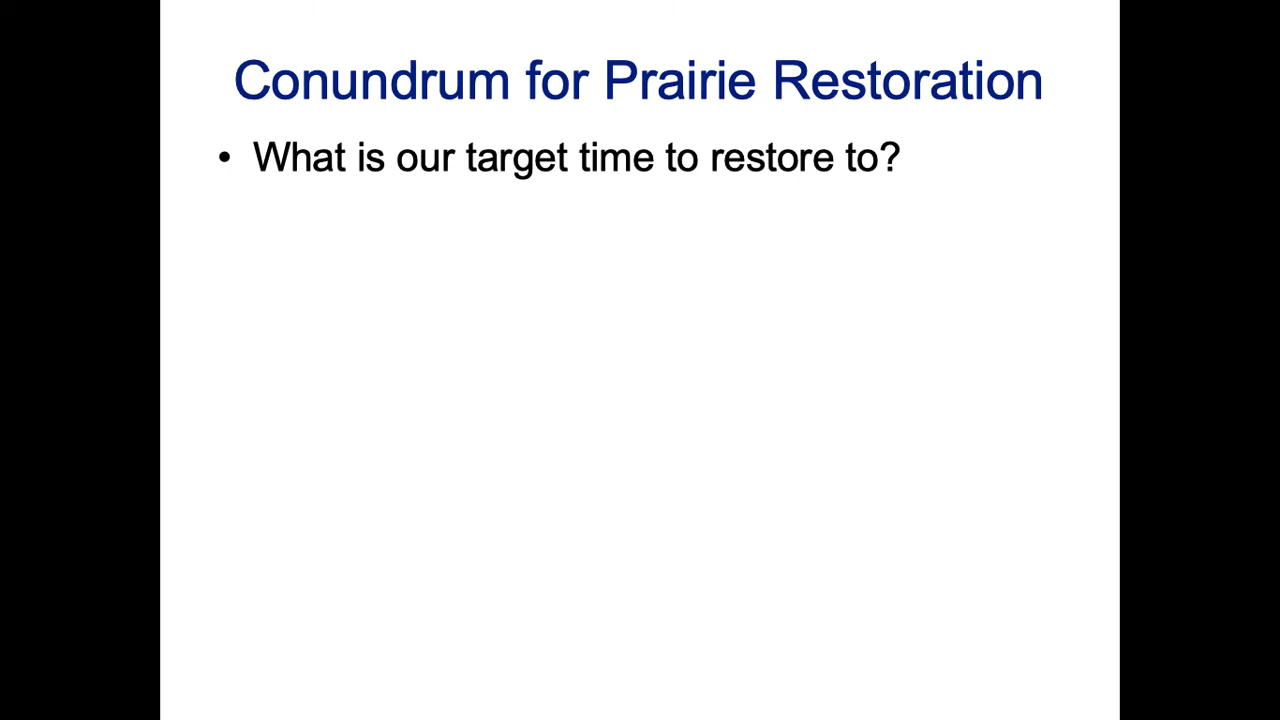 Conundrum for Prairie Restoration
• What is our target time to restore to?